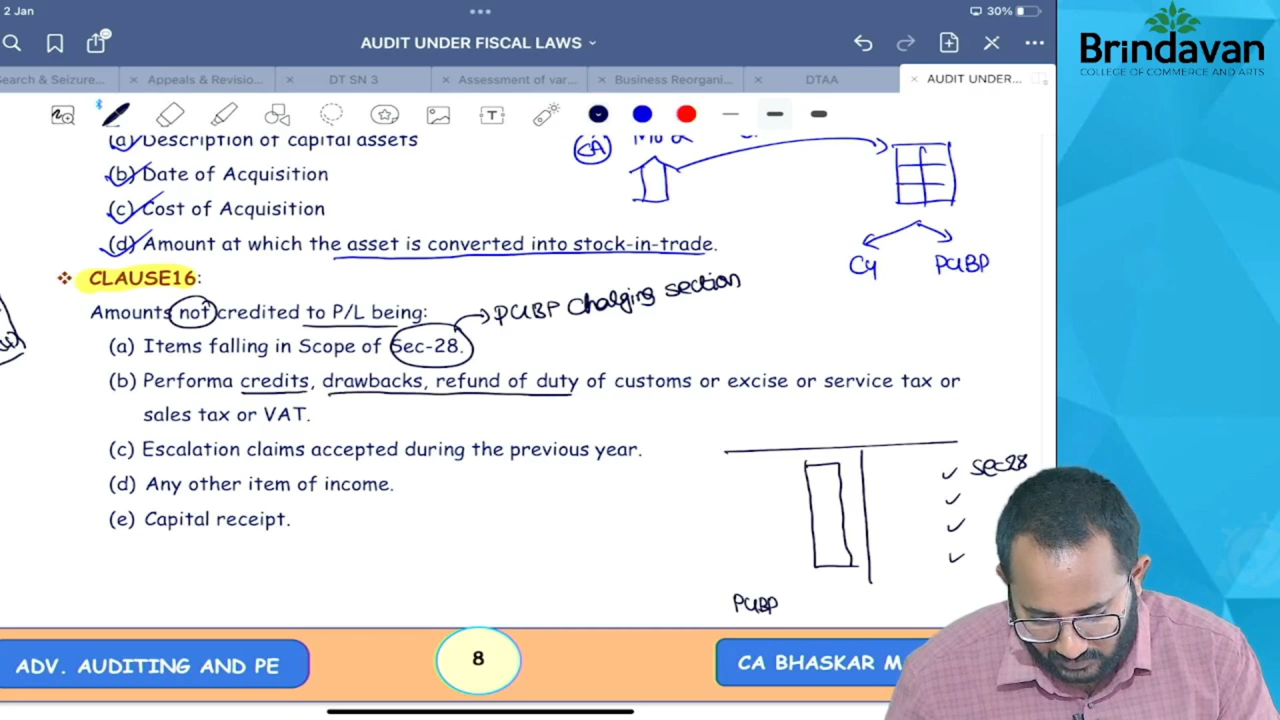 2 Jan
30%
AUDIT UNDER FISCAL LAWS
Brindavan
COLLEGE OF COMMERCE AND ARTS
earch & Seizure...
Appeals & Revisio...
DT SN 3
Assessment of var...
Business Reorgani...
DTAA
AUDIT UNDER...
(a) Description of capital assets
CA
(b) Date of Acquisition
(c) Cost of Acquisition
(d) Amount at which the asset is converted into stock-in-trade.
CG
PGBP
CLAUSE16:
Amounts not credited to P/L being:
PGBP Charging section
(a) Items falling in Scope of Sec-28.
(b) Performa credits, drawbacks, refund of duty of customs or excise or service tax or
sales tax or VAT.
(c) Escalation claims accepted during the previous year.
Sec-28
(d) Any other item of income.
(e) Capital receipt.
PGBP
ADV. AUDITING AND PE
8
CA BHASKAR M